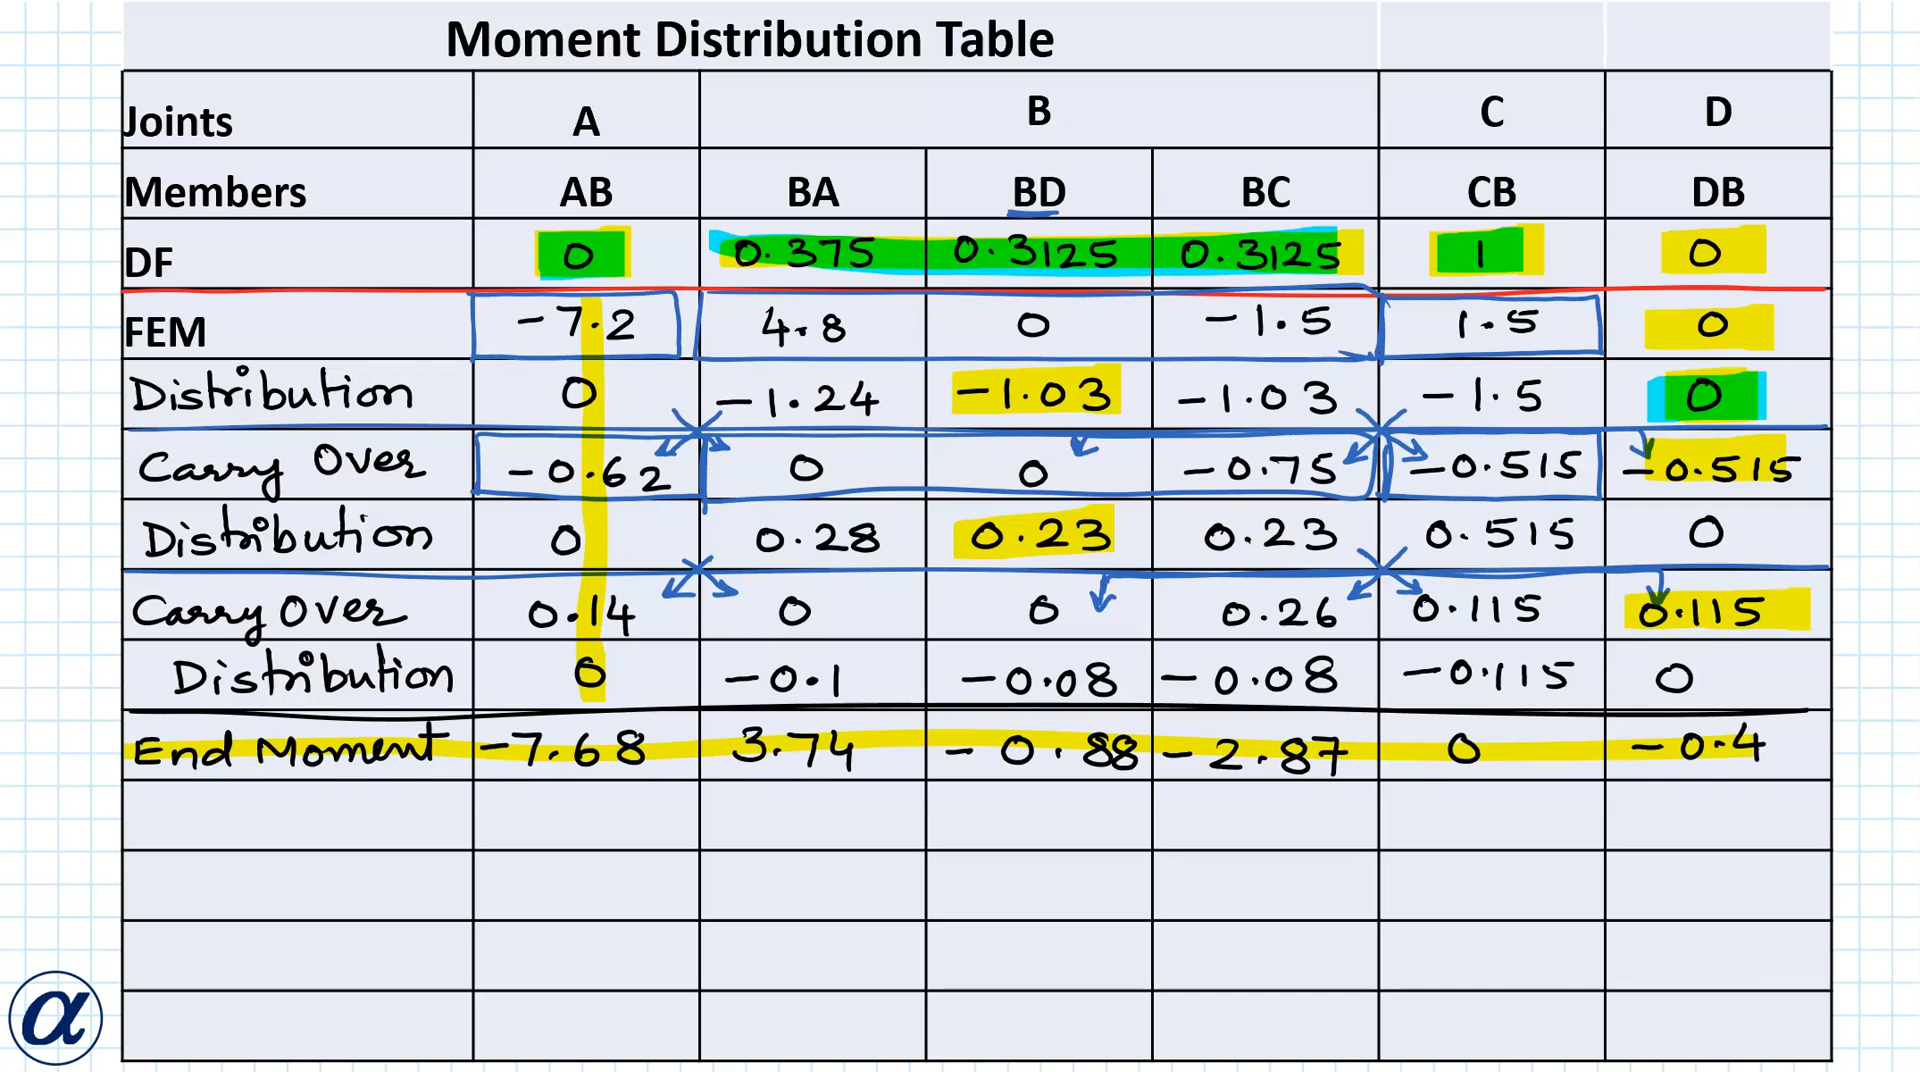 Moment Distribution Table
Joints A B C D
Members AB BA BD BC CB DB
DF 0 0.375 0.3125 0.3125 1 0
FEM -7.2 4.8 0 -1.5 1.5 0
Distribution 0 -1.24 -1.03 -1.03 -1.5 0
Carry Over -0.62 0 0 -0.75 -0.515 -0.515
Distribution 0 0.28 0.23 0.23 0.515 0
Carry Over 0.14 0 0 0.26 0.115 0.115
Distribution 0 -0.1 -0.08 -0.08 -0.115 0
End Moment -7.68 3.74 -0.88 -2.87 0 -0.4
α